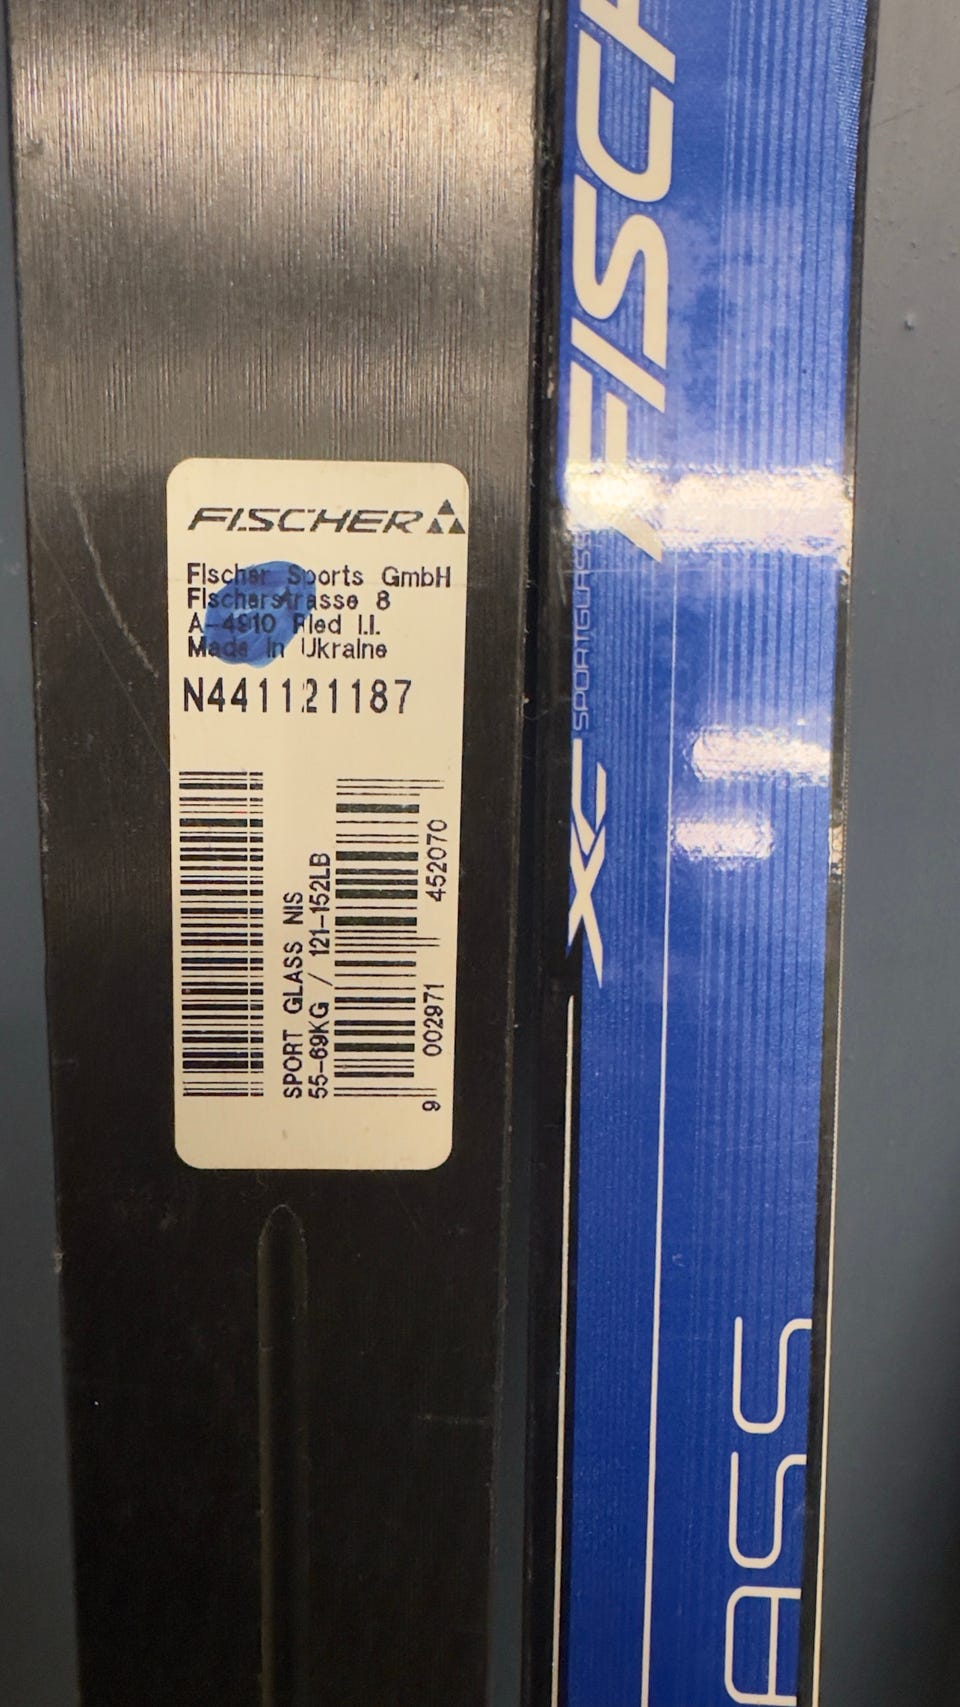 FISCHER
Fischer Sports GmbH
Fischerstrasse 8
A-4910 Ried I.I.
Made in Ukraine
N441121187
SPORT GLASS NIS
55-69KG / 121-152LB
9 002971 452070
FISC
XC SPORTGLASS
ASS